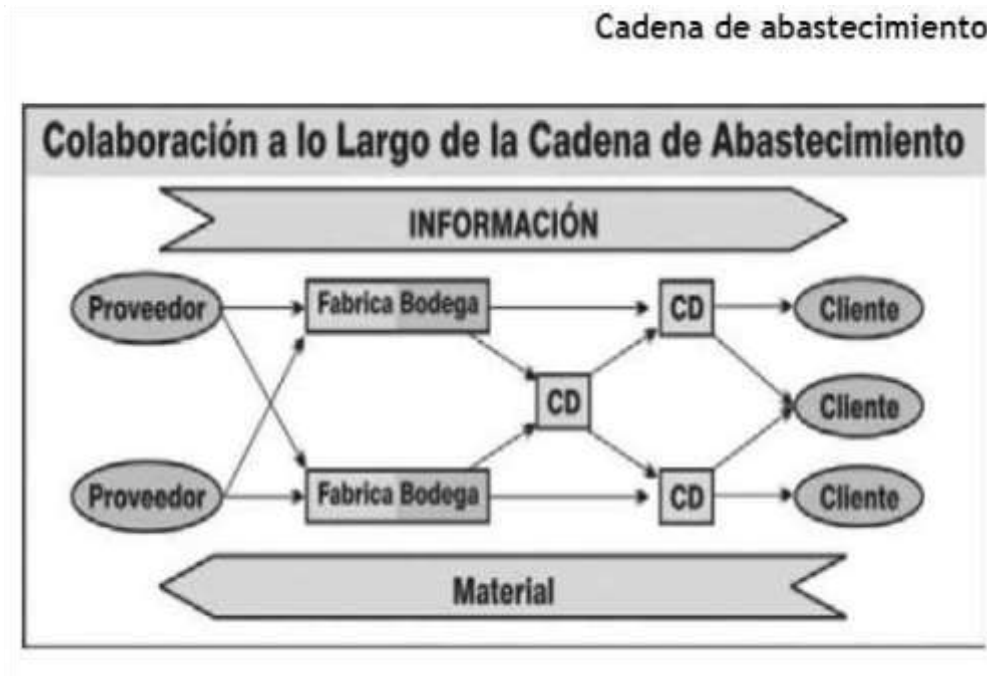 Cadena de abastecimiento
Colaboración a lo Largo de la Cadena de Abastecimiento
INFORMACIÓN
Proveedor
Fabrica Bodega
CD
Cliente
CD
Cliente
Proveedor
Fabrica Bodega
CD
Cliente
Material